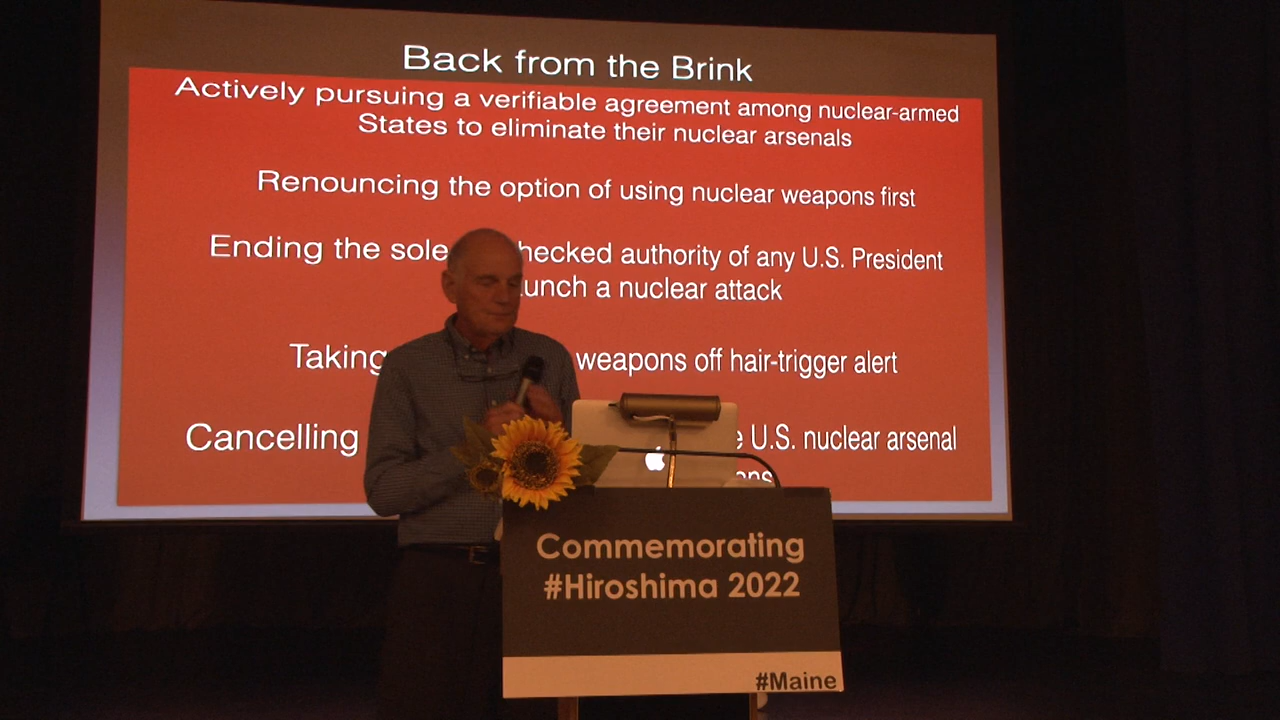 Back from the Brink
Actively pursuing a verifiable agreement among nuclear-armed
States to eliminate their nuclear arsenals
Renouncing the option of using nuclear weapons first
Ending the sole authority of any U.S. President
a nuclear attack
Taking weapons off hair-trigger alert
Cancelling U.S. nuclear arsenal
Commemorating
#Hiroshima 2022
#Maine